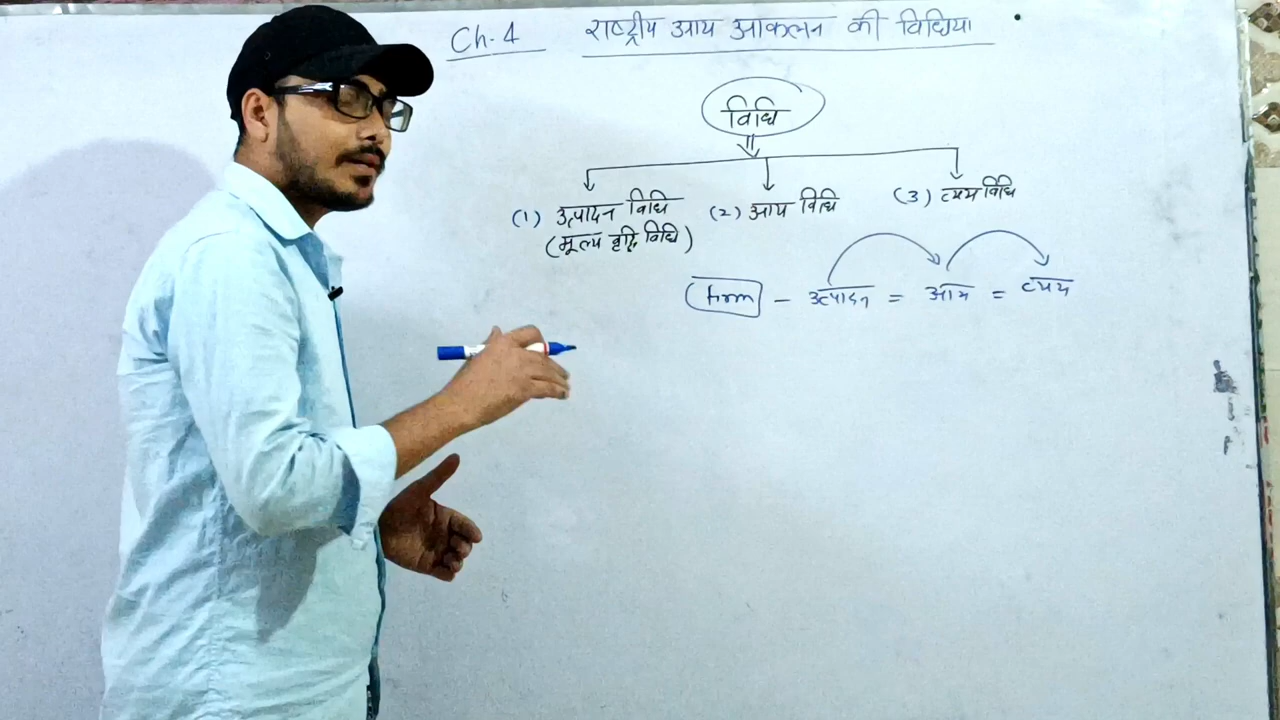 Ch-4 राष्ट्रीय आय आकलन की विधिया
विधि
(1) उत्पादन विधि (2) आय विधि (3) व्यय विधि
(मूल्य वृद्धि विधि)
Firm - उत्पादन = आय = व्यय